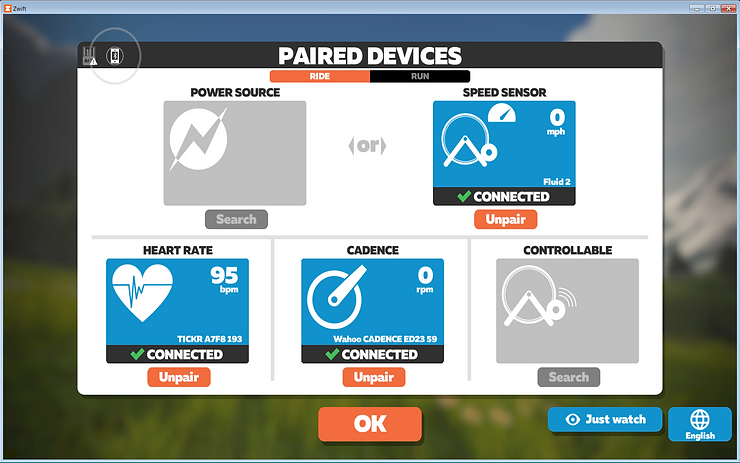 Zwift
PAIRED DEVICES
RIDE
RUN
POWER SOURCE
SPEED SENSOR
0
mph
(or)
Fluid 2
CONNECTED
Search
Unpair
HEART RATE
CADENCE
CONTROLLABLE
95
bpm
0
rpm
TICKR A7F8 193
Wahoo CADENCE ED23 59
CONNECTED
CONNECTED
Unpair
Unpair
Search
OK
Just watch
English